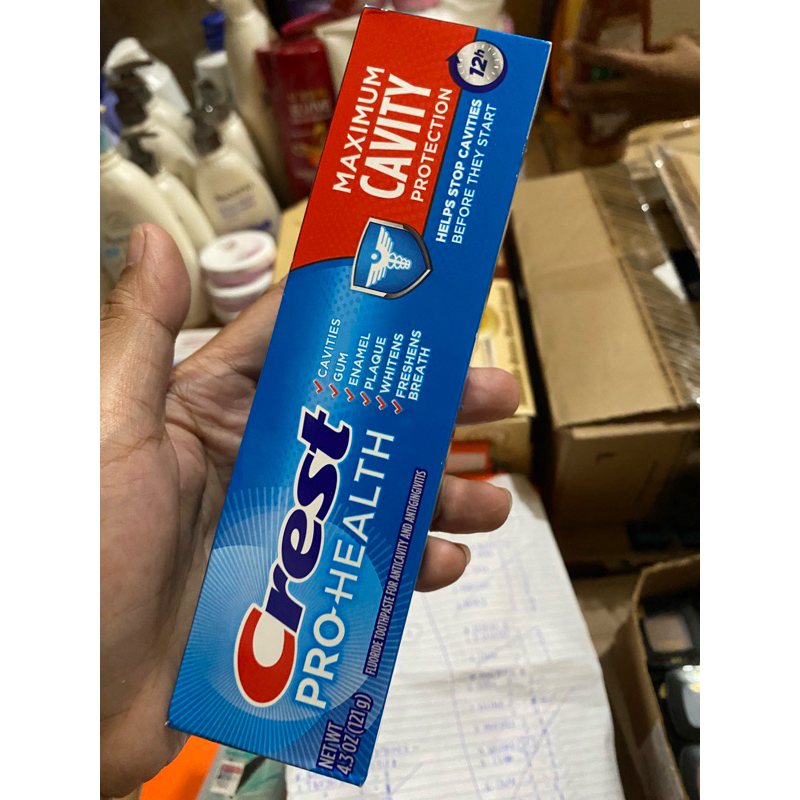 MAXIMUM
CAVITY
PROTECTION
12h
HELPS STOP CAVITIES
BEFORE THEY START
CAVITIES
GUM
ENAMEL
PLAQUE
WHITENS
FRESHENS
BREATH
Crest
PRO-HEALTH
FLUORIDE TOOTHPASTE FOR ANTICAVITY AND ANTIGINGIVITIS
NET WT
4.3 OZ (121 g)